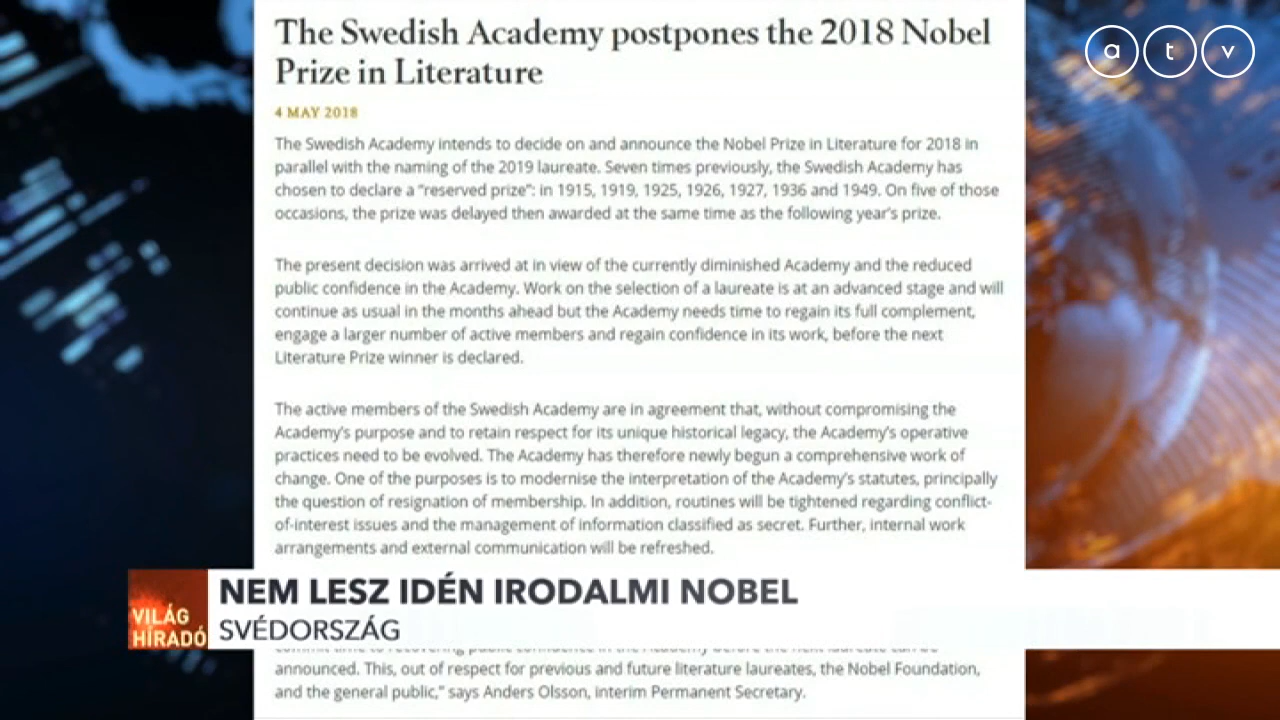 The Swedish Academy postpones the 2018 Nobel
Prize in Literature
4 MAY 2018
The Swedish Academy intends to decide on and announce the Nobel Prize in Literature for 2018 in
parallel with the naming of the 2019 laureate. Seven times previously, the Swedish Academy has
chosen to declare a “reserved prize”: in 1915, 1919, 1925, 1926, 1927, 1936 and 1949. On five of those
occasions, the prize was delayed then awarded at the same time as the following year’s prize.
The present decision was arrived at in view of the currently diminished Academy and the reduced
public confidence in the Academy. Work on the selection of a laureate is at an advanced stage and will
continue as usual in the months ahead but the Academy needs time to regain its full complement,
engage a larger number of active members and regain confidence in its work, before the next
Literature Prize winner is declared.
The active members of the Swedish Academy are in agreement that, without compromising the
Academy’s purpose and to retain respect for its unique historical legacy, the Academy’s operative
practices need to be evolved. The Academy has therefore newly begun a comprehensive work of
change. One of the purposes is to modernise the interpretation of the Academy’s statutes, principally
the question of resignation of membership. In addition, routines will be tightened regarding conflict-
of-interest issues and the management of information classified as secret. Further, internal work
arrangements and external communication will be refreshed.
announced. This, out of respect for previous and future literature laureates, the Nobel Foundation,
and the general public,” says Anders Olsson, interim Permanent Secretary.
NEM LESZ IDÉN IRODALMI NOBEL
SVÉDORSZÁG
VILÁG
HÍRADÓ
a t v